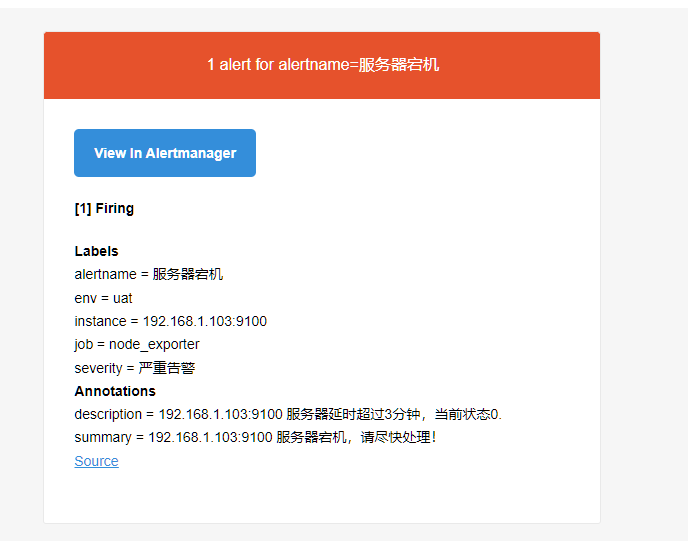 1 alert for alertname=服务器宕机
View In Alertmanager
[1] Firing
Labels
alertname = 服务器宕机
env = uat
instance = 192.168.1.103:9100
job = node_exporter
severity = 严重告警
Annotations
description = 192.168.1.103:9100 服务器延时超过3分钟，当前状态0.
summary = 192.168.1.103:9100 服务器宕机，请尽快处理！
Source